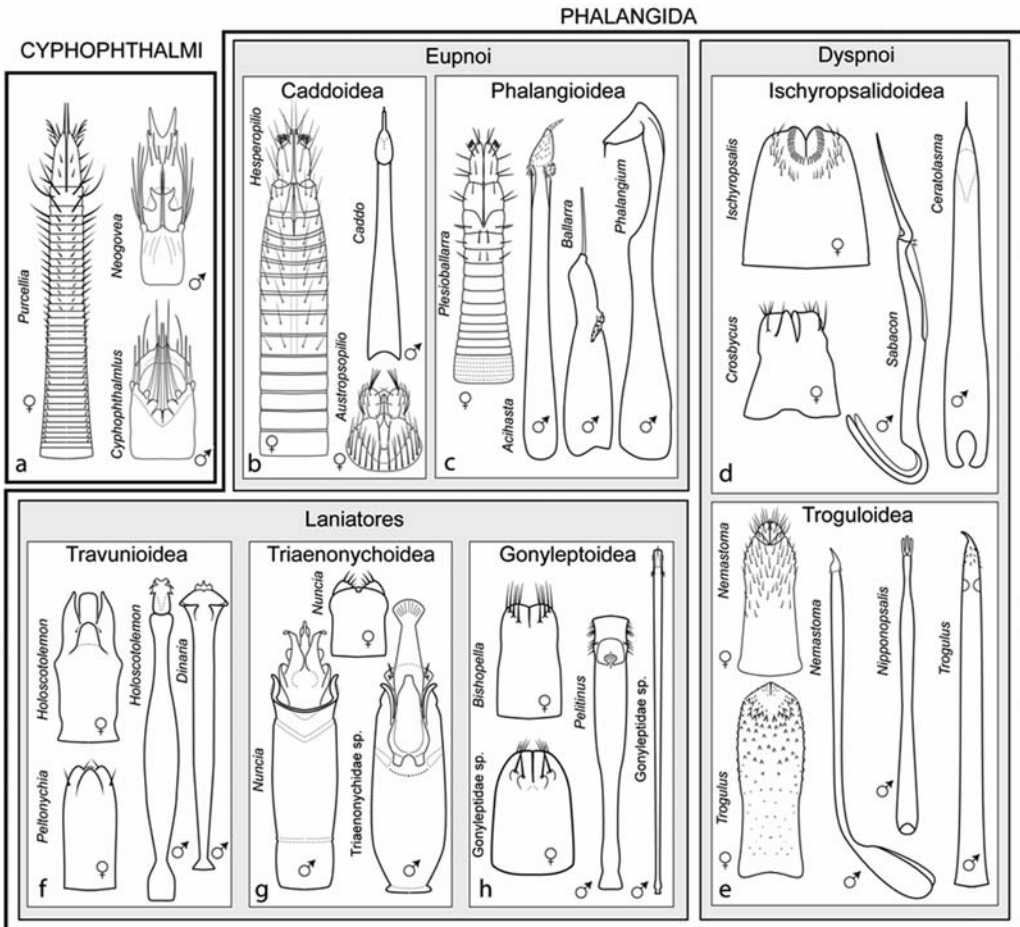 PHALANGIDA
CYPHOPHTHALMI
Purcellia
Neogovea
Cyphophthalmlus
♀
♂
♂
a
Eupnoi
Caddoidea
Hesperopilio
Caddo
Austropsopilio
♂
♀
♀
b
Phalangioidea
Plesioballarra
Acihasta
Ballarra
Phalangium
♀
♂
♂
♂
c
Dyspnoi
Ischyropsalidoidea
Ischyropsalis
Crosbycus
Sabacon
Ceratolasma
♀
♀
♂
♂
d
Troguloidea
Nemastoma
Trogulus
Nemastoma
Nipponopsalis
Trogulus
♀
♀
♂
♂
♂
e
Laniatores
Travunioidea
Holoscotolemon
Peltonychia
Holoscotolemon
Dinaria
♀
♀
♂
♂
f
Triaenonychoidea
Nuncia
Nuncia
Triaenonychidae sp.
♀
♂
♂
g
Gonyleptoidea
Bishopella
Gonyleptidae sp.
Pelitinus
Gonyleptidae sp.
♀
♀
♂
♂
h